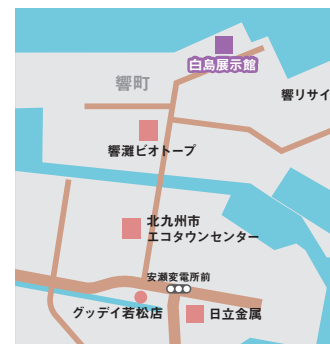 白島展示館
響町
響リサイ
響灘ビオトープ
北九州市
エコタウンセンター
安瀬変電所前
グッデイ若松店
日立金属